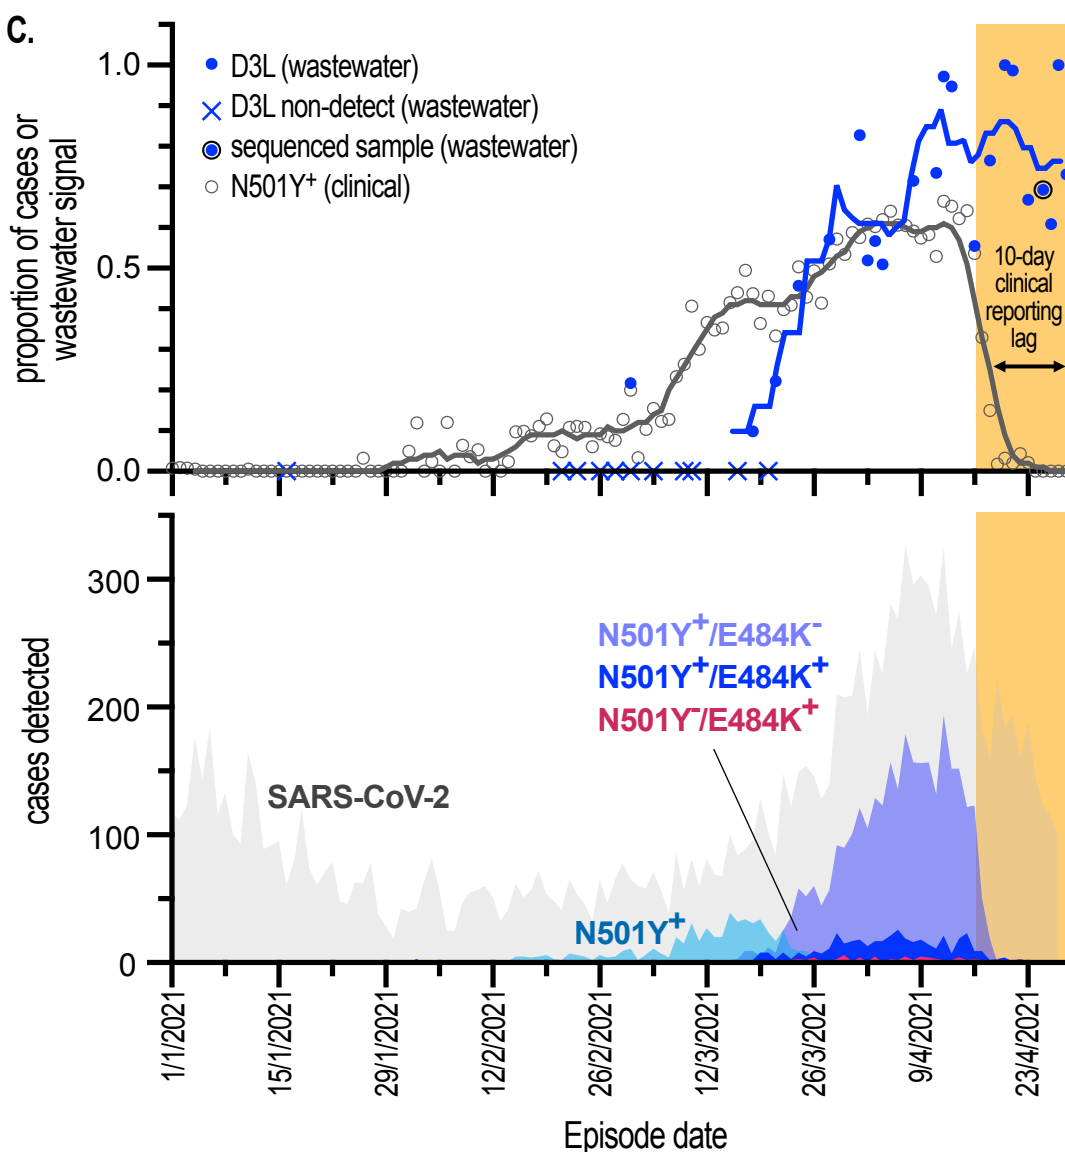 C.
D3L (wastewater)
D3L non-detect (wastewater)
sequenced sample (wastewater)
N501Y⁺ (clinical)
proportion of cases or
wastewater signal
1.0
0.5
0.0
10-day
clinical
reporting
lag
cases detected
300
200
100
0
N501Y⁺/E484K⁻
N501Y⁺/E484K⁺
N501Y⁻/E484K⁺
SARS-CoV-2
N501Y⁺
1/1/2021
15/1/2021
29/1/2021
12/2/2021
26/2/2021
12/3/2021
26/3/2021
9/4/2021
23/4/2021
Episode date